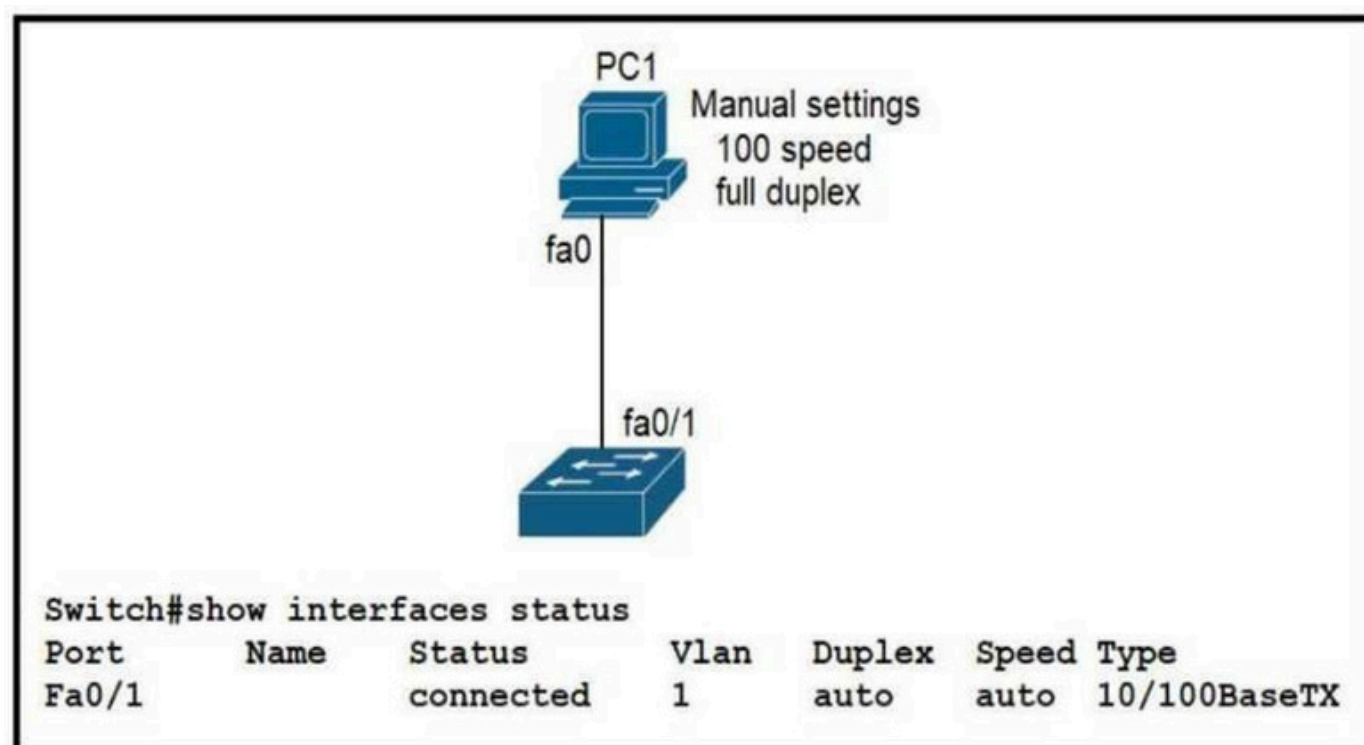 PC1
Manual settings
100 speed
full duplex
fa0
fa0/1
Switch#show interfaces status
Port Name Status Vlan Duplex Speed Type
Fa0/1 connected 1 auto auto 10/100BaseTX